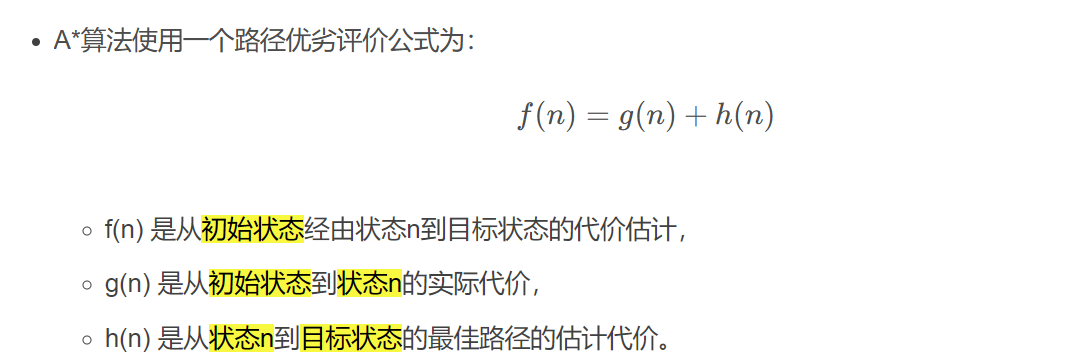 A*算法使用一个路径优劣评价公式为：
f(n) = g(n) + h(n)
f(n) 是从初始状态经由状态n到目标状态的代价估计，
g(n) 是从初始状态到状态n的实际代价，
h(n) 是从状态n到目标状态的最佳路径的估计代价。